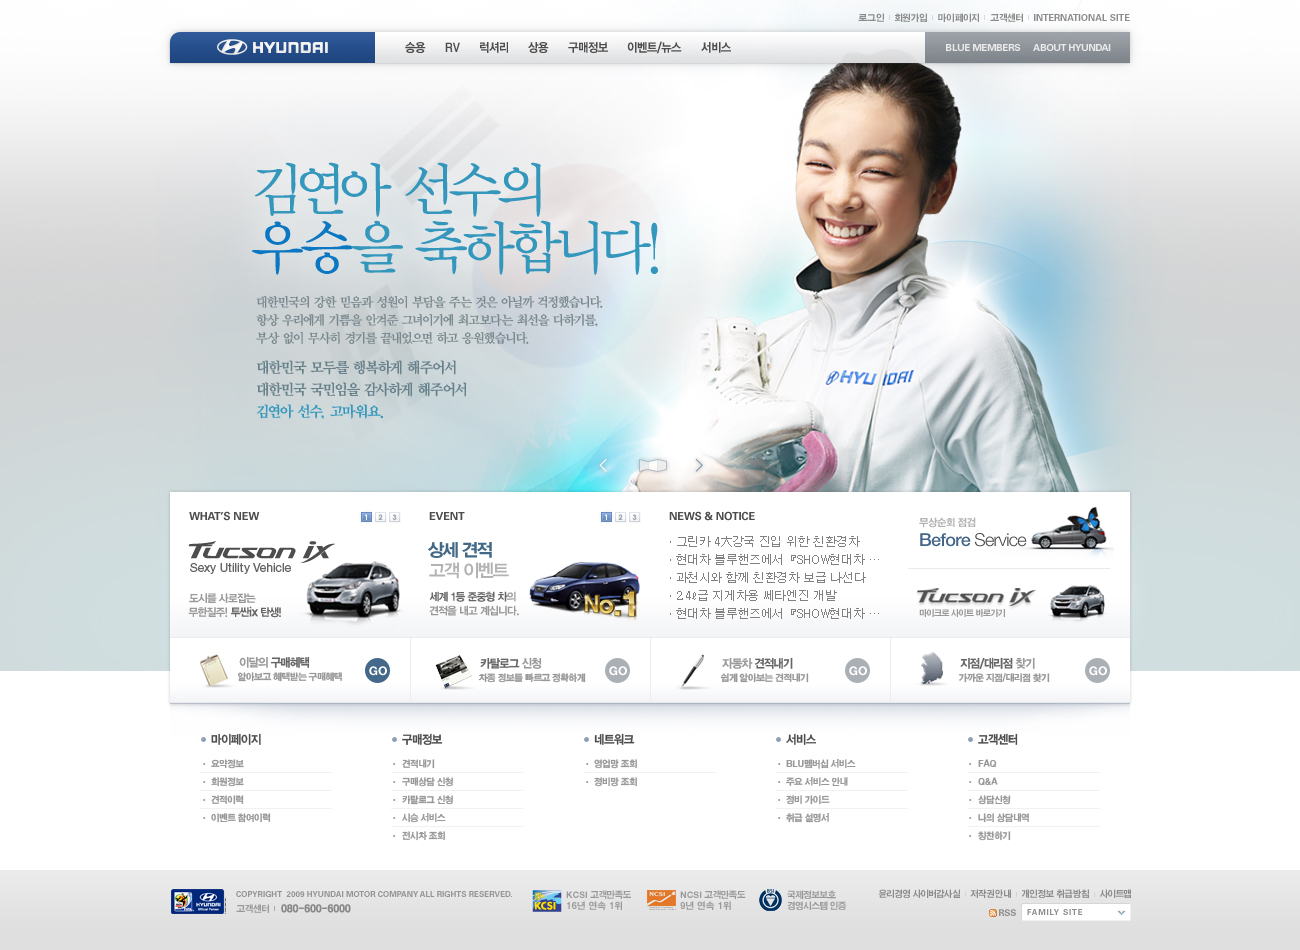 로그인 회원가입 마이페이지 고객센터 INTERNATIONAL SITE
HYUNDAI 승용 RV 럭셔리 상용 구매정보 이벤트/뉴스 서비스 BLUE MEMBERS ABOUT HYUNDAI
김연아 선수의
우승을 축하합니다!
대한민국의 강한 믿음과 성원이 부담을 주는 것은 아닐까 걱정했습니다.
항상 우리에게 기쁨을 안겨준 그녀이기에 최고보다는 최선을 다하기를,
부상 없이 무사히 경기를 끝내었으면 하고 응원했습니다.
대한민국 모두를 행복하게 해주어서
대한민국 국민임을 감사하게 해주어서
김연아 선수, 고마워요.
HYUNDAI
WHAT'S NEW 1 2 3
Tucson ix
Sexy Utility Vehicle
도시를 사로잡는
무한질주! 투싼ix 탄생!
EVENT 1 2 3
상세 견적
고객 이벤트
세계 1등 준중형 차의
견적을 내고 계십니다.
No.1
NEWS & NOTICE
· 그린카 4大강국 진입 위한 친환경차
· 현대차 블루핸즈에서 『SHOW현대차 …
· 과천시와 함께 친환경차 보급 나선다
· 2.4ℓ급 지게차용 쎄타엔진 개발
· 현대차 블루핸즈에서 『SHOW현대차 …
무상순회 점검
Before Service
Tucson ix
마이크로 사이트 바로가기
이달의 구매혜택
알아보고 혜택받는 구매혜택
GO
카탈로그 신청
차종 정보를 빠르고 정확하게
GO
자동차 견적내기
쉽게 알아보는 견적내기
GO
지점/대리점 찾기
가까운 지점/대리점 찾기
GO
마이페이지
요약정보
회원정보
견적이력
이벤트 참여이력
구매정보
견적내기
구매상담 신청
카탈로그 신청
시승 서비스
전시차 조회
네트워크
영업망 조회
정비망 조회
서비스
BLU멤버십 서비스
주요 서비스 안내
정비 가이드
취급 설명서
고객센터
FAQ
Q&A
상담신청
나의 상담내역
칭찬하기
HYUNDAI
COPYRIGHT 2009 HYUNDAI MOTOR COMPANY ALL RIGHTS RESERVED.
고객센터 | 080-600-6000
KCSI
KCSI 고객만족도
16년 연속 1위
NCSI
NCSI 고객만족도
9년 연속 1위
국제정보보호
경영시스템 인증
윤리경영 사이버감사실 저작권안내 개인정보 취급방침 사이트맵
RSS FAMILY SITE